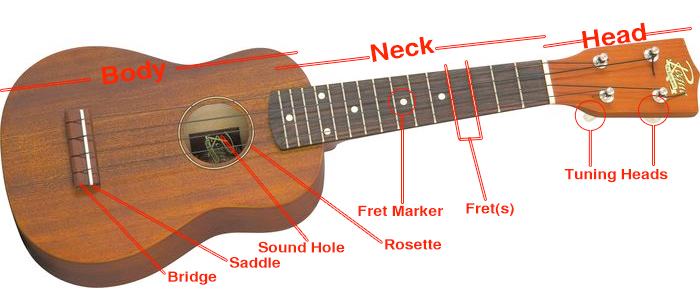 Body
Neck
Head
Tuning Heads
Fret Marker
Fret(s)
Sound Hole
Rosette
Saddle
Bridge